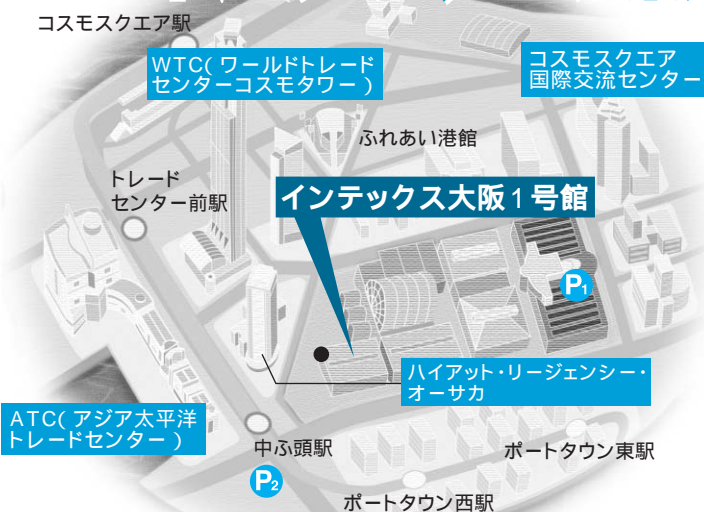 コスモスクエア駅
WTC(ワールドトレード
センターコスモタワー)
コスモスクエア
国際交流センター
ふれあい港館
トレード
センター前駅
インテックス大阪1号館
P1
ハイアット・リージェンシー・
オーサカ
ATC(アジア太平洋
トレードセンター)
中ふ頭駅
ポートタウン東駅
P2
ポートタウン西駅